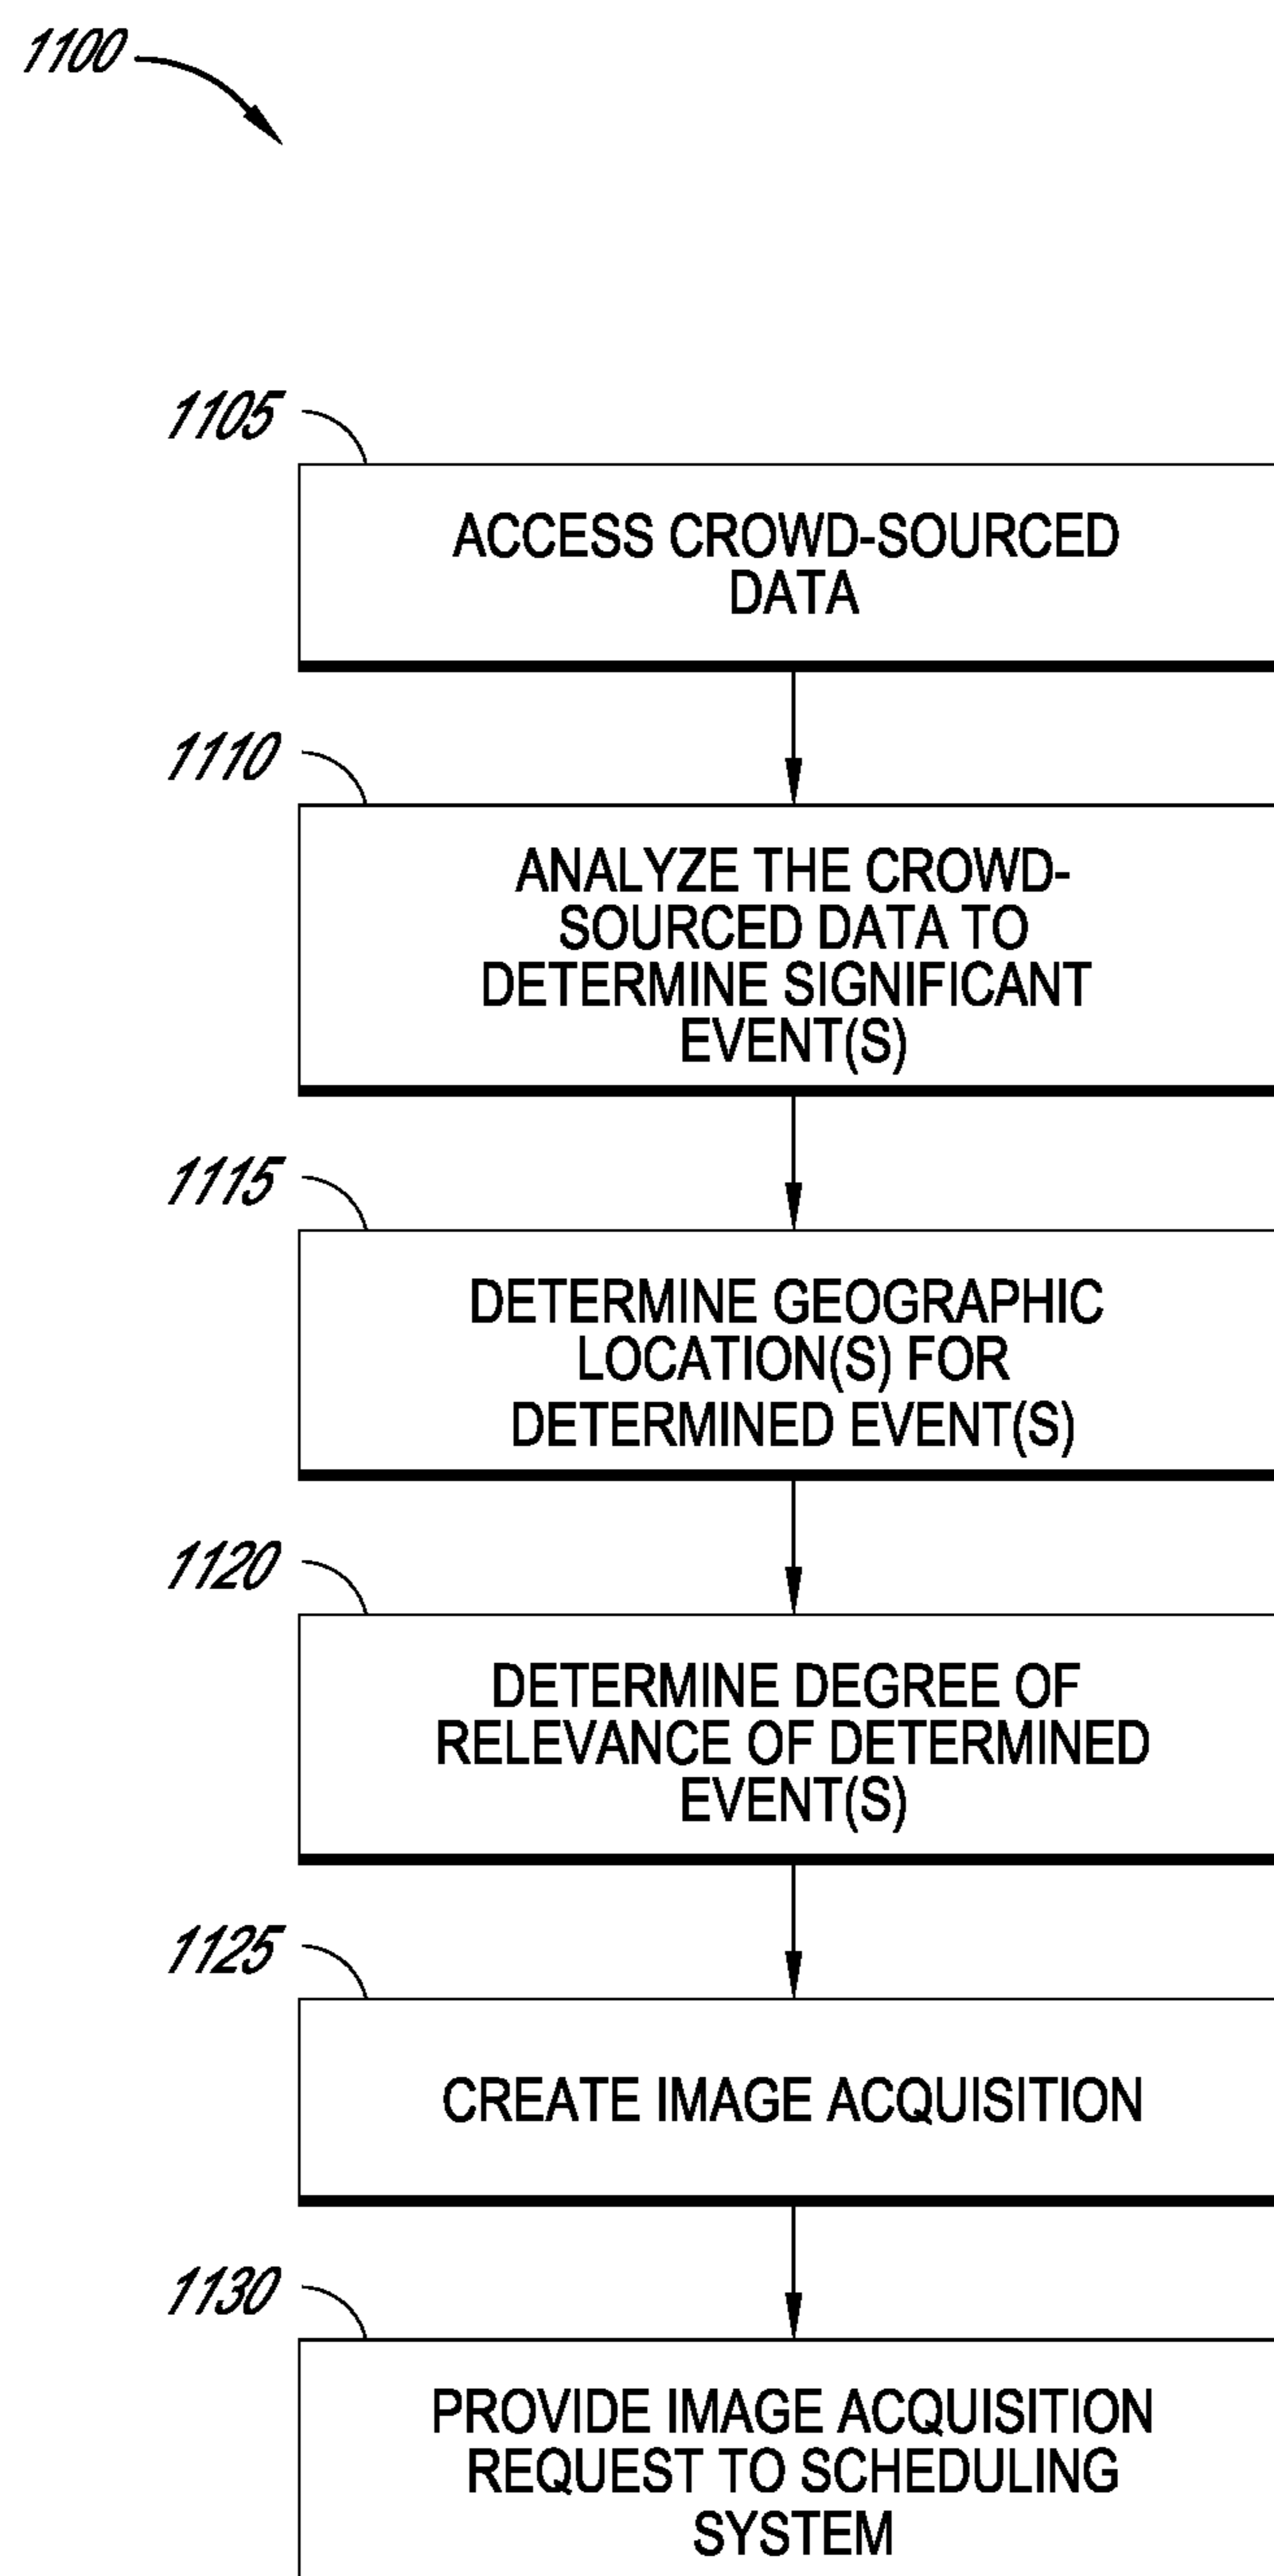 1100
1105
ACCESS CROWD-SOURCED
DATA
1110
ANALYZE THE CROWD-
SOURCED DATA TO
DETERMINE SIGNIFICANT
EVENT(S)
1115
DETERMINE GEOGRAPHIC
LOCATION(S) FOR
DETERMINED EVENT(S)
1120
DETERMINE DEGREE OF
RELEVANCE OF DETERMINED
EVENT(S)
1125
CREATE IMAGE ACQUISITION
1130
PROVIDE IMAGE ACQUISITION
REQUEST TO SCHEDULING
SYSTEM